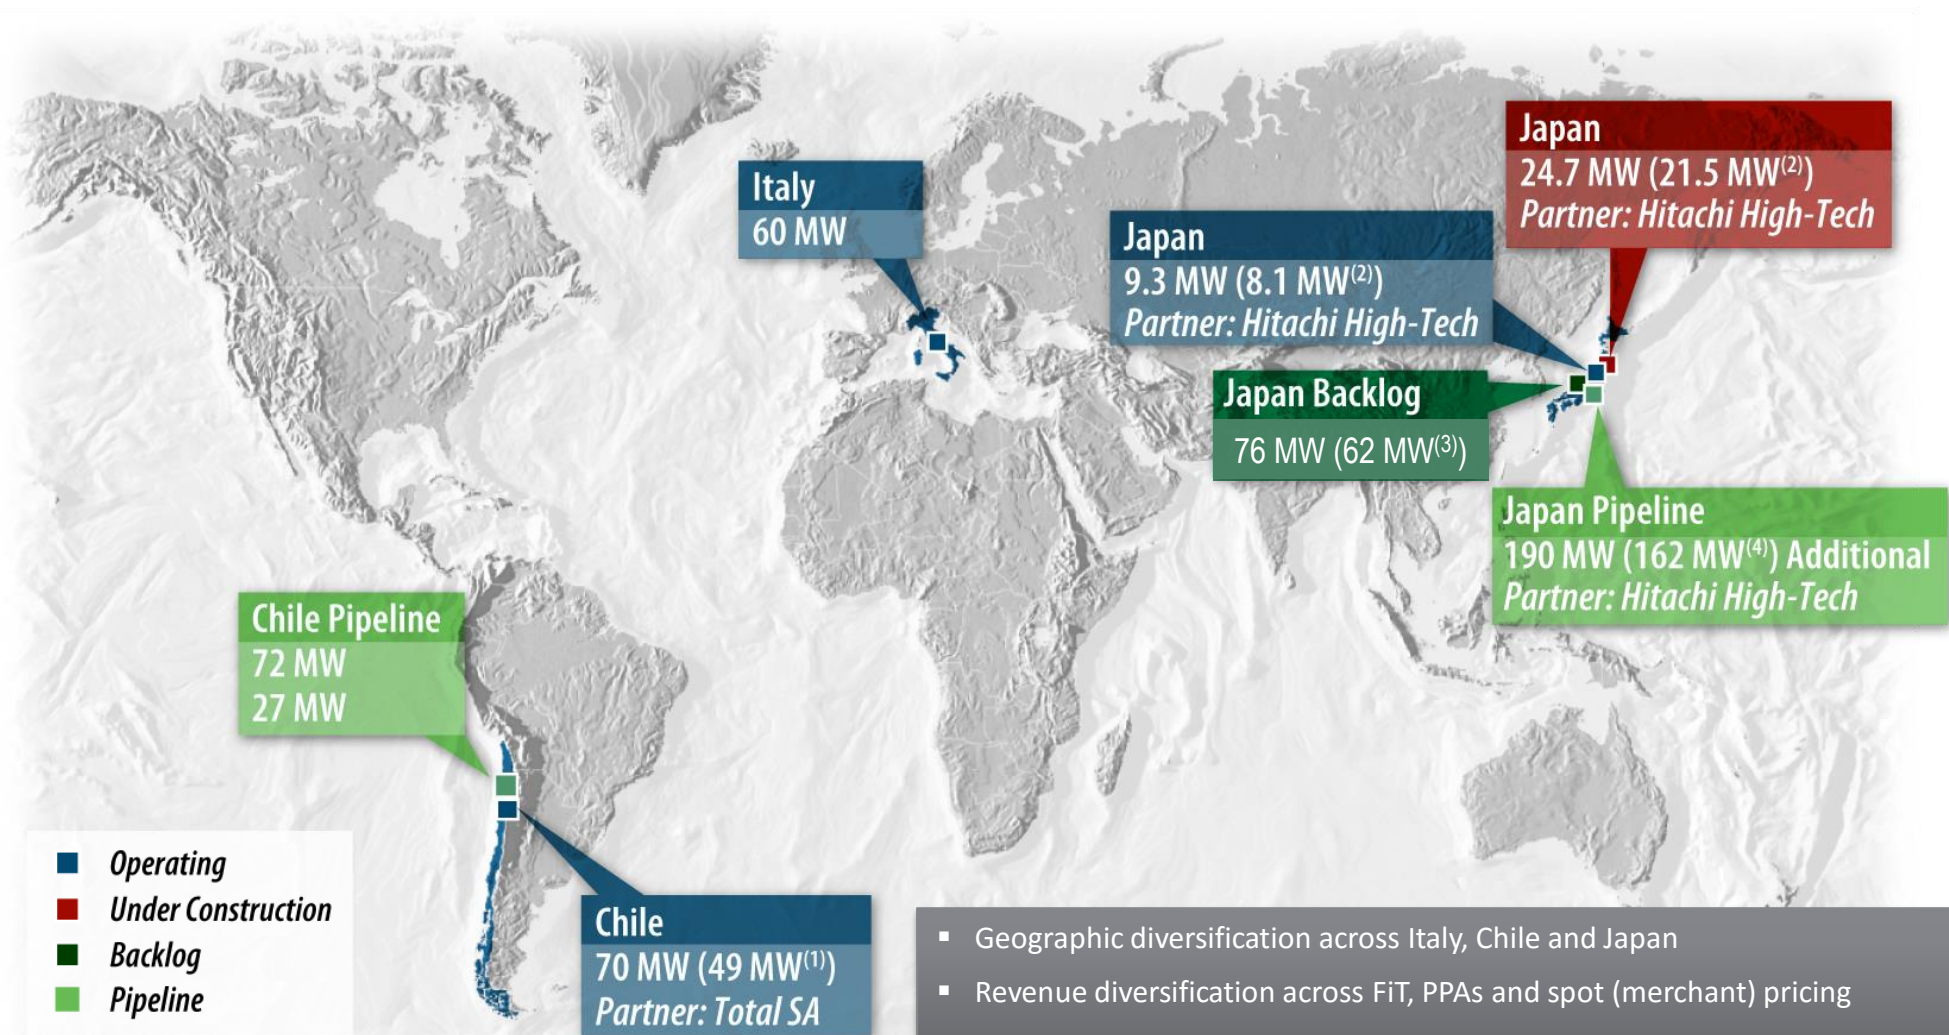 Japan
24.7 MW (21.5 MW(2))
Partner: Hitachi High-Tech
Italy
60 MW
Japan
9.3 MW (8.1 MW(2))
Partner: Hitachi High-Tech
Japan Backlog
76 MW (62 MW(3))
Japan Pipeline
190 MW (162 MW(4)) Additional
Partner: Hitachi High-Tech
Chile Pipeline
72 MW
27 MW
Operating
Under Construction
Backlog
Pipeline
Chile
70 MW (49 MW(1))
Partner: Total SA
▪ Geographic diversification across Italy, Chile and Japan
▪ Revenue diversification across FiT, PPAs and spot (merchant) pricing